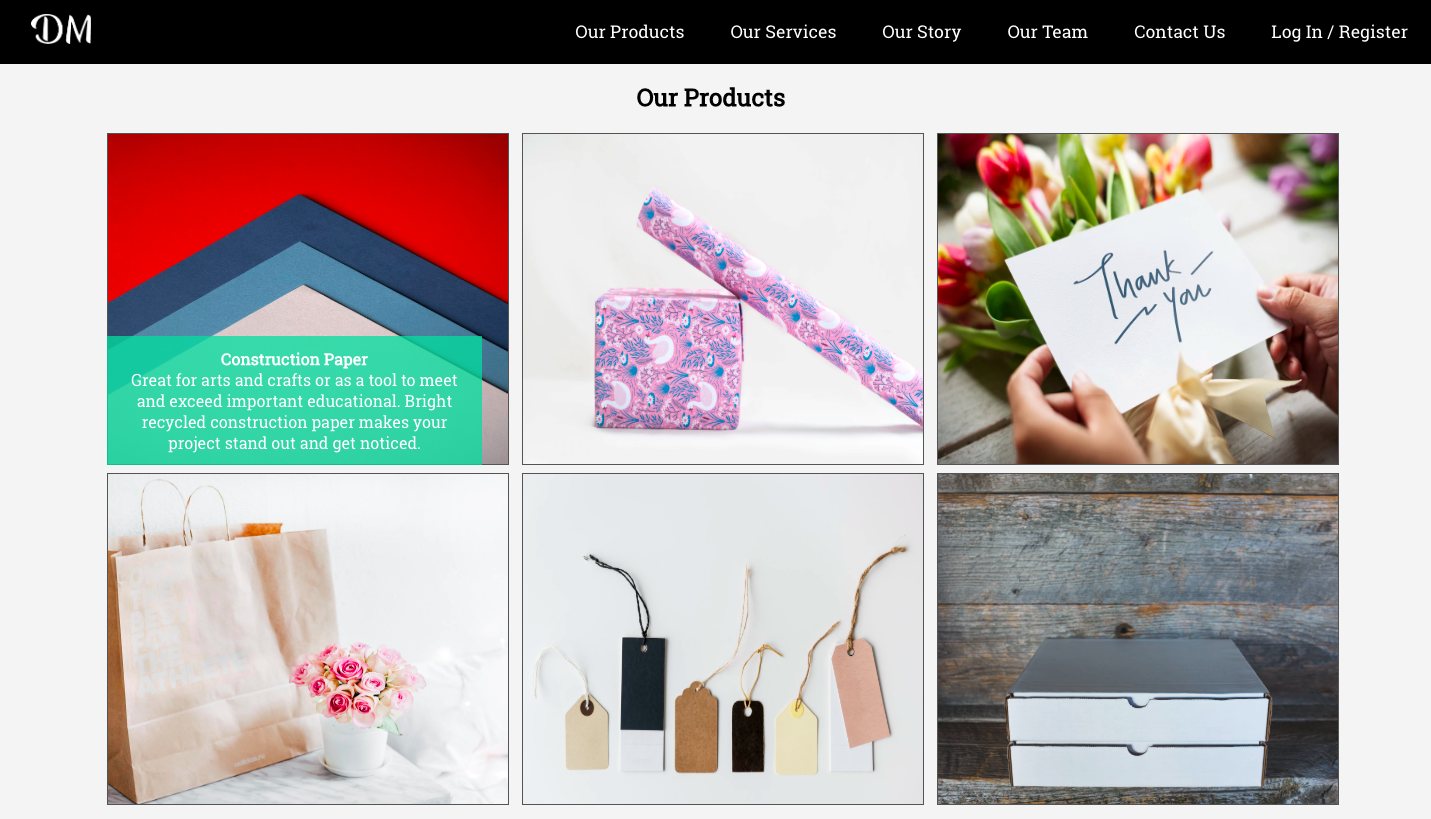 DM
Our Products
Our Services
Our Story
Our Team
Contact Us
Log In / Register
Our Products
Construction Paper
Great for arts and crafts or as a tool to meet
and exceed important educational. Bright
recycled construction paper makes your
project stand out and get noticed.
Thank
you